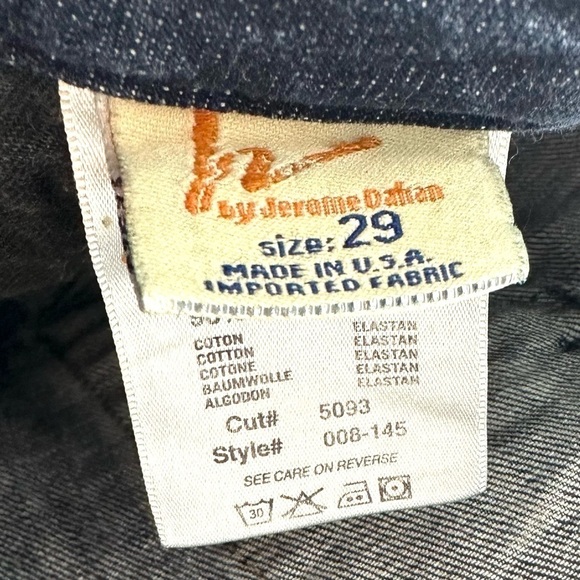 by Jerome Dahan
size: 29
MADE IN U.S.A.
IMPORTED FABRIC
COTON ELASTAN
COTTON ELASTAN
COTONE ELASTAN
BAUMWOLLE ELASTAN
ALGODON ELASTAN
Cut# 5093
Style# 008-145
SEE CARE ON REVERSE
30